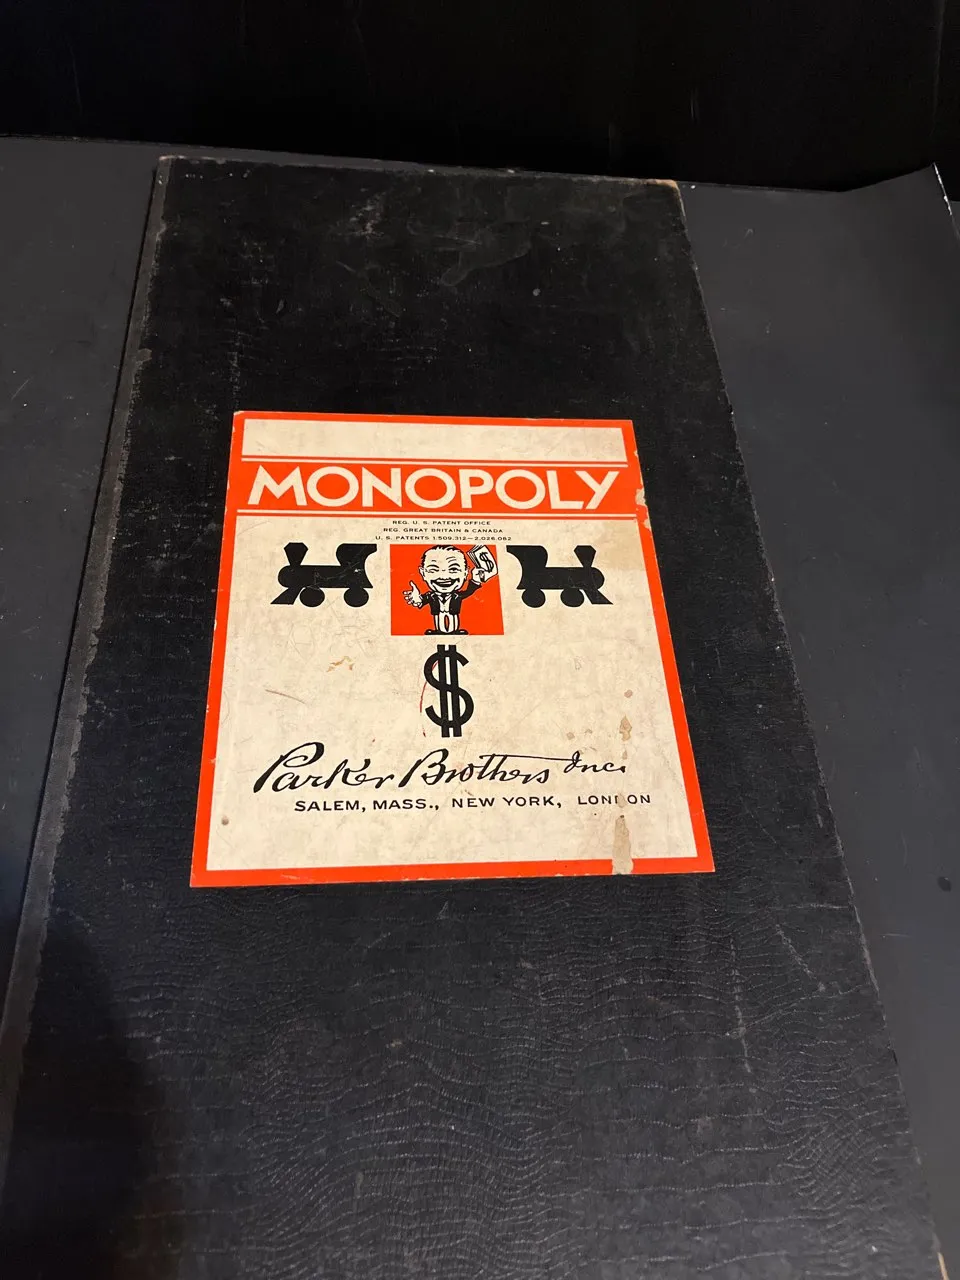 MONOPOLY
REG. U. S. PATENT OFFICE
REG. GREAT BRITAIN & CANADA
U. S. PATENTS 1,509,312—2,026,082
$
$
Parker Brothers Inc.
SALEM, MASS., NEW YORK, LONDON